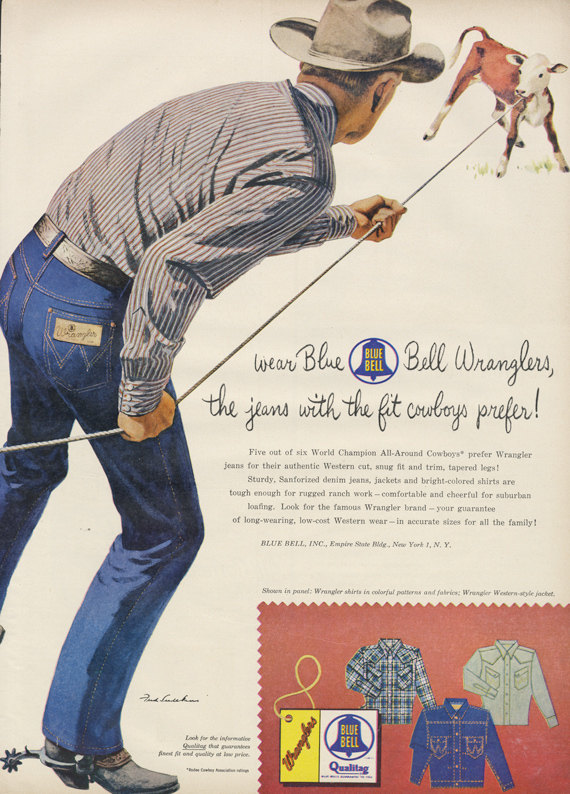 Wrangler
wear Blue BLUE BELL Bell Wranglers,
the jeans with the fit cowboys prefer!
Five out of six World Champion All-Around Cowboys* prefer Wrangler
jeans for their authentic Western cut, snug fit and trim, tapered legs!
Sturdy, Sanforized denim jeans, jackets and bright-colored shirts are
tough enough for rugged ranch work — comfortable and cheerful for suburban
loafing. Look for the famous Wrangler brand — your guarantee
of long-wearing, low-cost Western wear — in accurate sizes for all the family!
BLUE BELL, INC., Empire State Bldg., New York 1, N. Y.
Shown in panel: Wrangler shirts in colorful patterns and fabrics; Wrangler Western-style jacket.
Look for the informative
Qualitag that guarantees
finest fit and quality at low price.
*Rodeo Cowboy Association ratings
Wranglers
BLUE
BELL
Qualitag